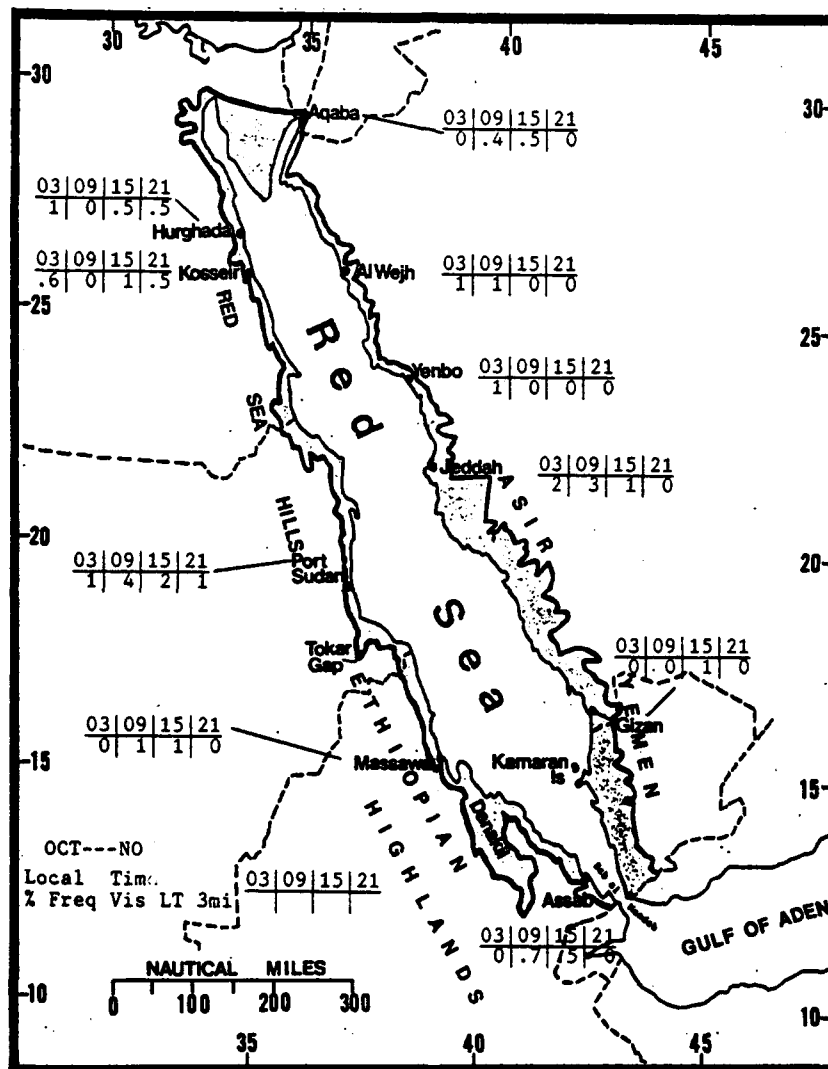 30 35 40 45
30 30
Aqaba
03|09|15|21
0|.4|.5|0
03|09|15|21
1|0|.5|.5
Hurghada
03|09|15|21
.6|0|1|.5
Kosseir
Al Wejh
03|09|15|21
1|1|0|0
25 25
RED SEA HILLS
Red Sea
Yenbo
03|09|15|21
1|0|0|0
Jeddah
03|09|15|21
2|3|1|0
ASIR
20 20
Port
Sudan
03|09|15|21
1|4|2|1
Tokar
Gap
03|09|15|21
0|0|1|0
YEMEN
Gizan
ETHIOPIAN
HIGHLANDS
03|09|15|21
0|1|1|0
Massawa
Kamaran
Is
15 15
Danakil
OCT---NO
Local Tim
% Freq Vis LT 3mi
03|09|15|21
Assab
GULF OF ADEN
03|09|15|21
0|.7|
NAUTICAL MILES
0 100 200 300
10 10
35 40 45